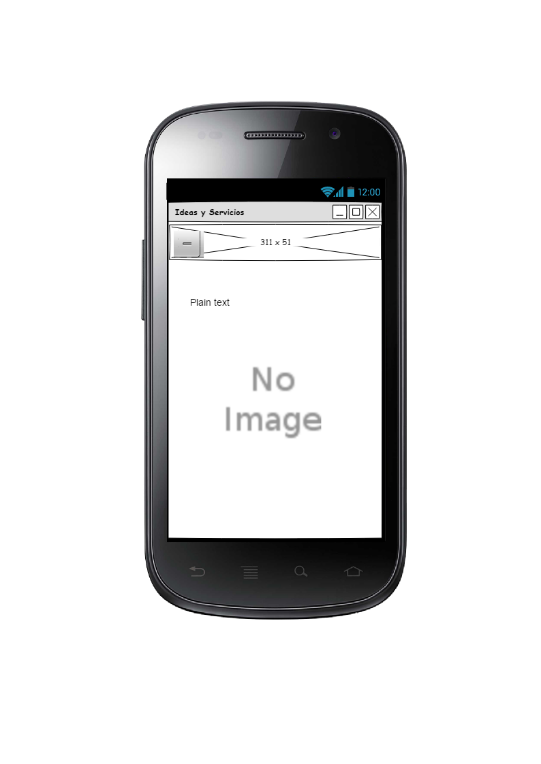 12:00
Ideas y Servicios
311 x 51
Plain text
No
Image